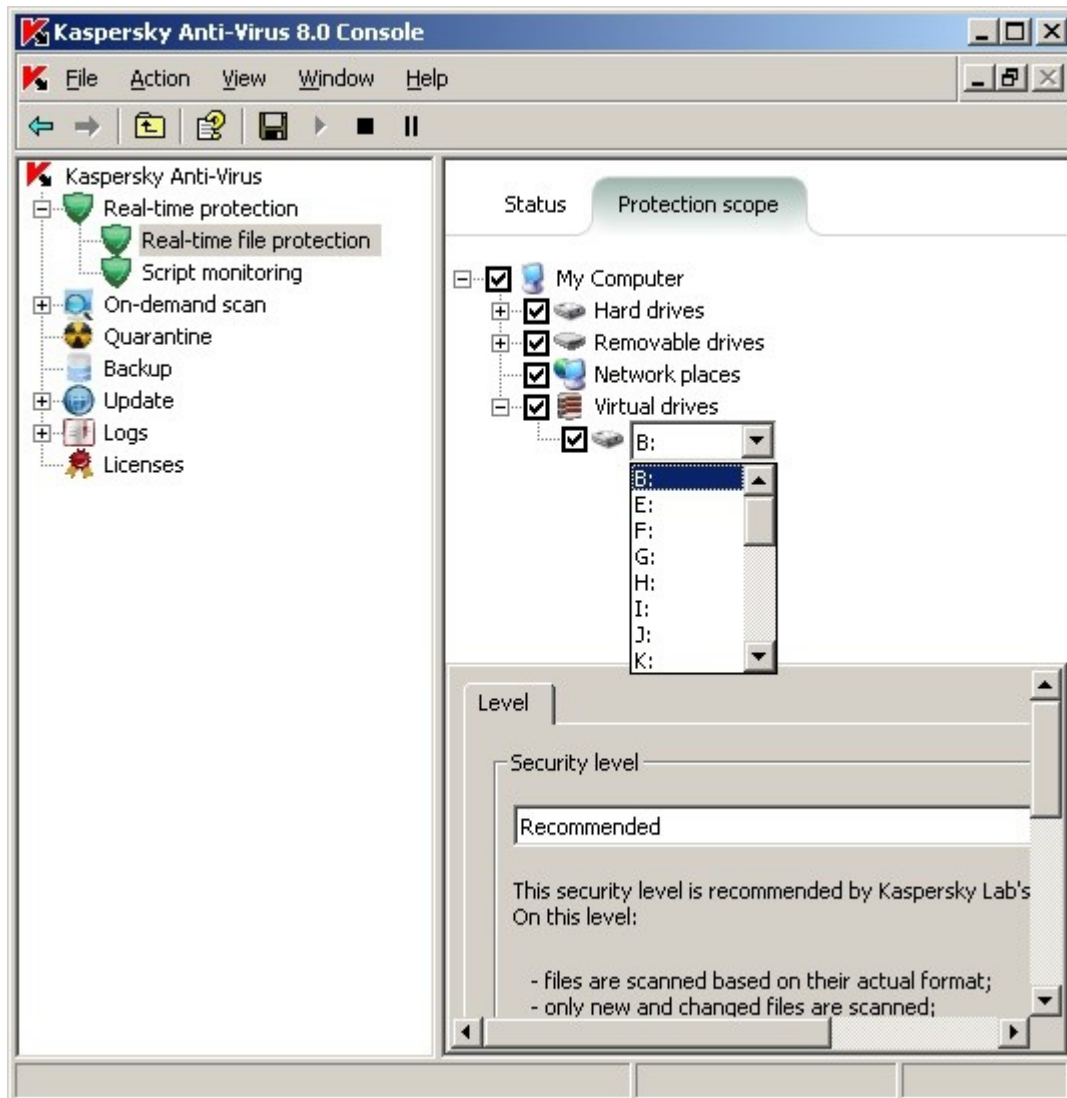 Kaspersky Anti-Virus 8.0 Console
File Action View Window Help
Kaspersky Anti-Virus
Real-time protection
Real-time file protection
Script monitoring
On-demand scan
Quarantine
Backup
Update
Logs
Licenses
Status Protection scope
My Computer
Hard drives
Removable drives
Network places
Virtual drives
B:
B:
E:
F:
G:
H:
I:
J:
K:
Level
Security level
Recommended
This security level is recommended by Kaspersky Lab's
On this level:
- files are scanned based on their actual format;
- only new and changed files are scanned;